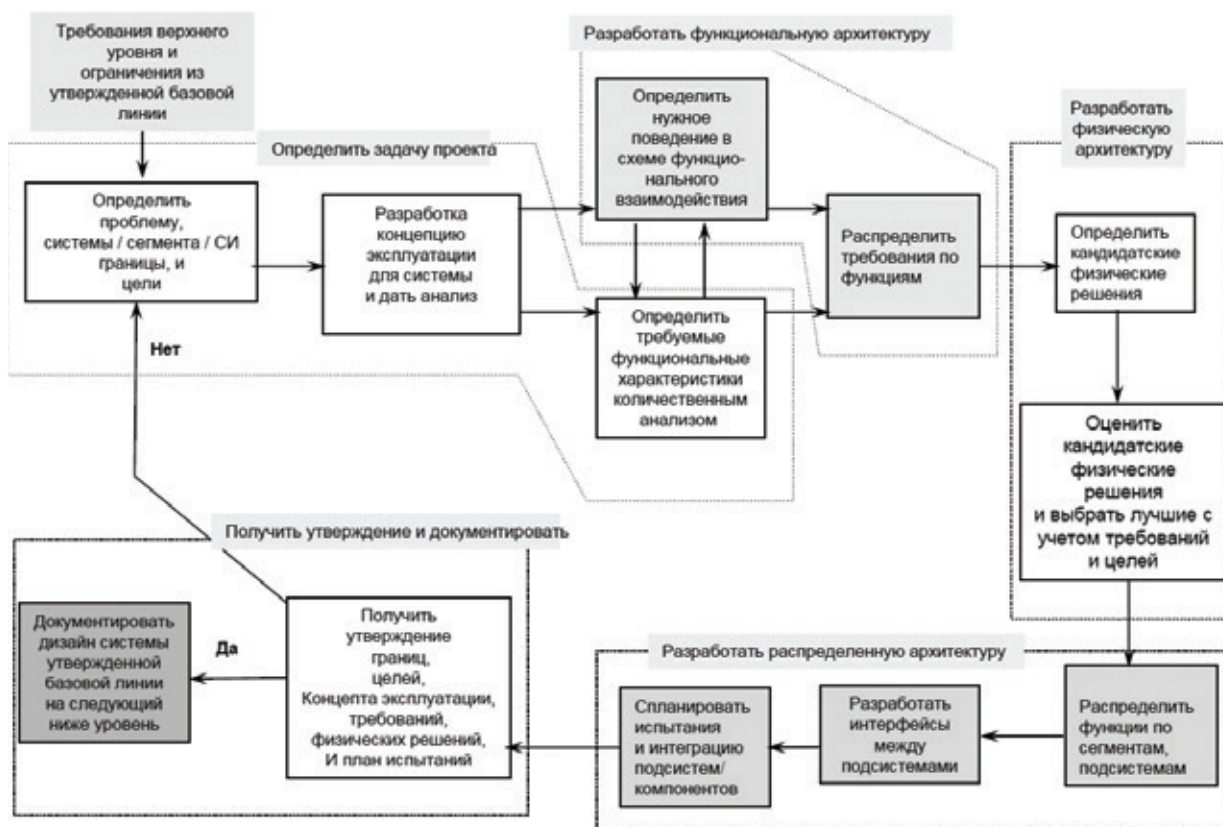 Требования верхнего
уровня и
ограничения из
утвержденной базовой
линии
Разработать функциональную архитектуру
Определить задачу проекта
Определить
проблему,
системы / сегмента / СИ
границы, и
цели
Разработка
концепцию
эксплуатации
для системы
и дать анализ
Определить
нужное
поведение в
схеме функцио-
нального
взаимодействия
Определить
требуемые
функциональные
характеристики
количественным
анализом
Распределить
требования по
функциям
Разработать
физическую
архитектуру
Определить
кандидатские
физические
решения
Оценить
кандидатские
физические
решения
и выбрать лучшие с
учетом требований
и целей
Разработать распределенную архитектуру
Распределить
функции по
сегментам,
подсистемам
Разработать
интерфейсы
между
подсистемами
Спланировать
испытания
и интеграцию
подсистем/
компонентов
Получить утверждение и документировать
Получить
утверждение
границ,
целей,
Концепта эксплуатации,
требований,
физических решений,
И план испытаний
Нет
Да
Документировать
дизайн системы
утвержденной
базовой линии
на следующий
ниже уровень